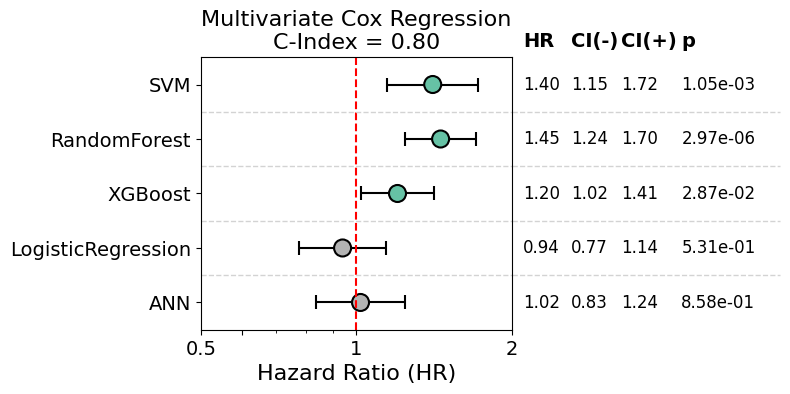 Multivariate Cox Regression
C-Index = 0.80
HR CI(-) CI(+) p
SVM 1.40 1.15 1.72 1.05e-03
RandomForest 1.45 1.24 1.70 2.97e-06
XGBoost 1.20 1.02 1.41 2.87e-02
LogisticRegression 0.94 0.77 1.14 5.31e-01
ANN 1.02 0.83 1.24 8.58e-01
0.5 1 2
Hazard Ratio (HR)